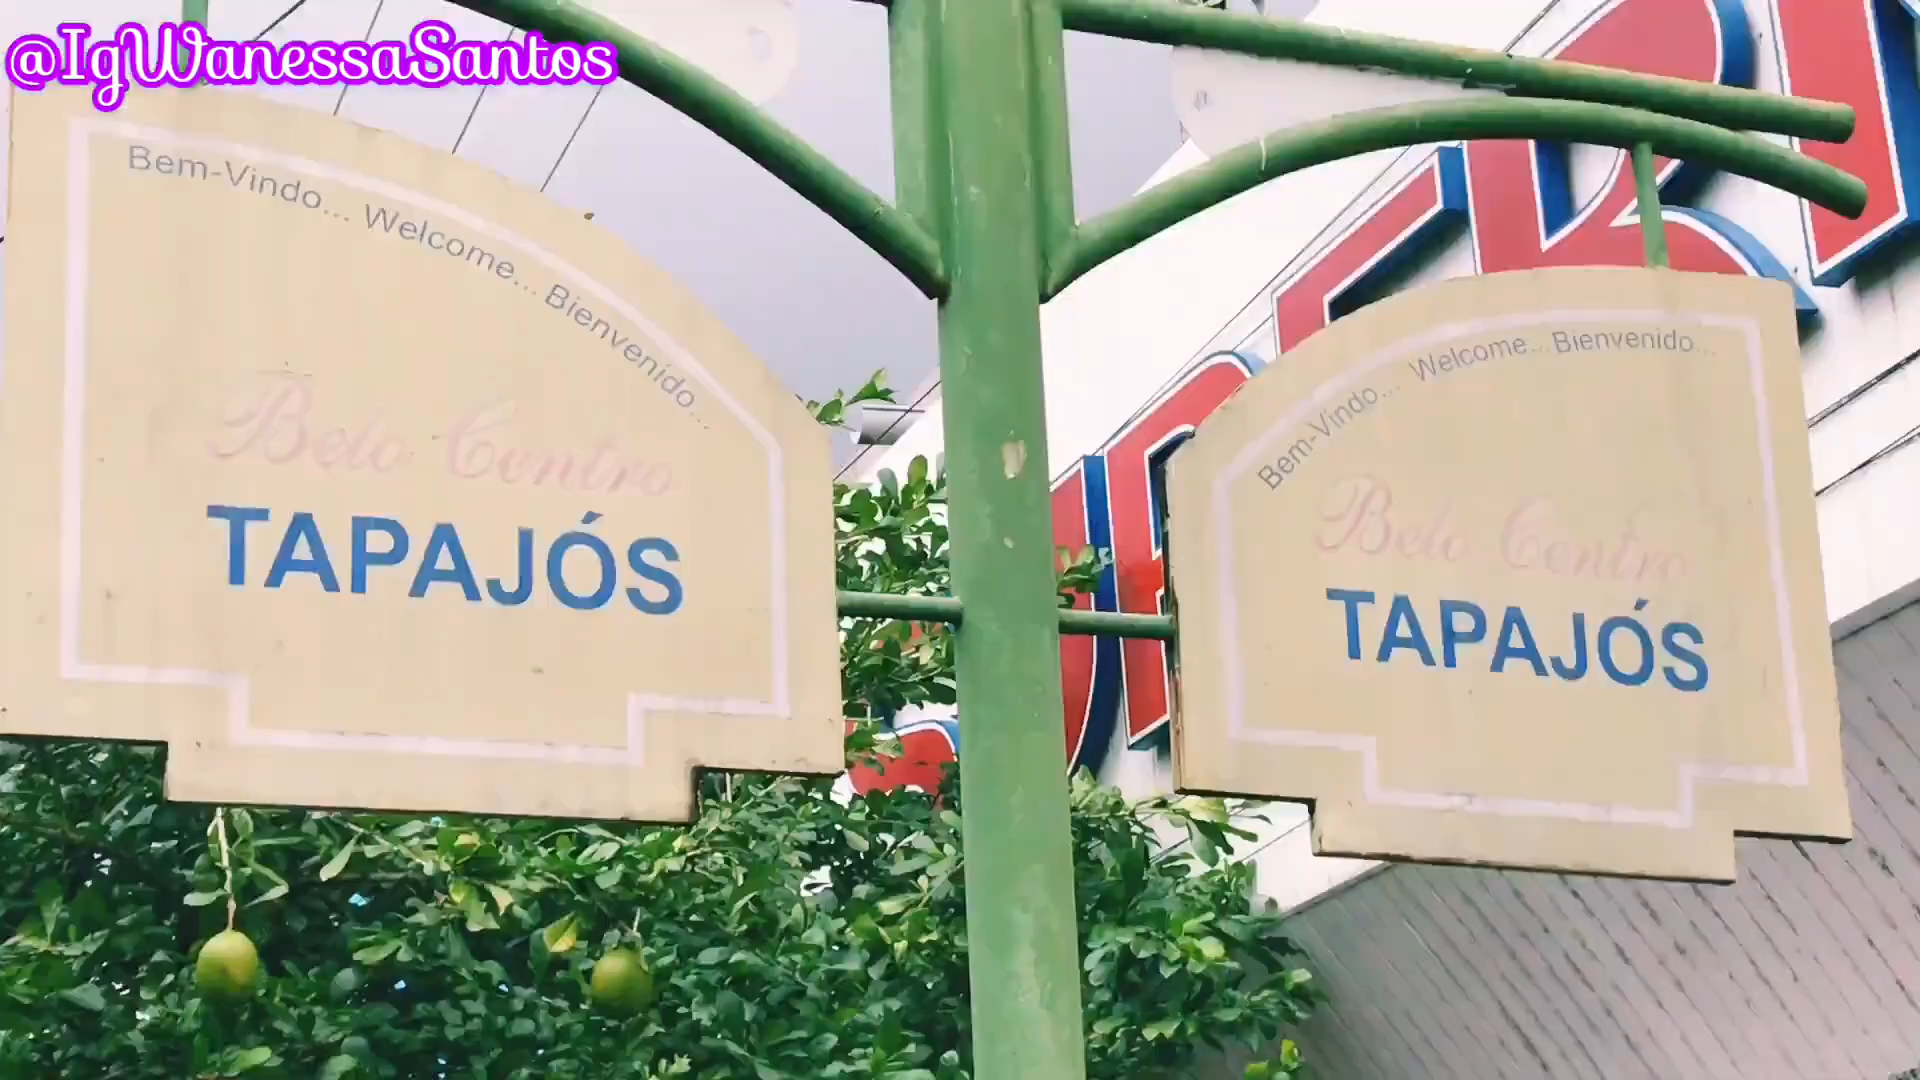 @IgWanessaSantos
Bem-Vindo... Welcome... Bienvenido...
Belo Centro
TAPAJÓS
Bem-Vindo... Welcome... Bienvenido...
Belo Centro
TAPAJÓS